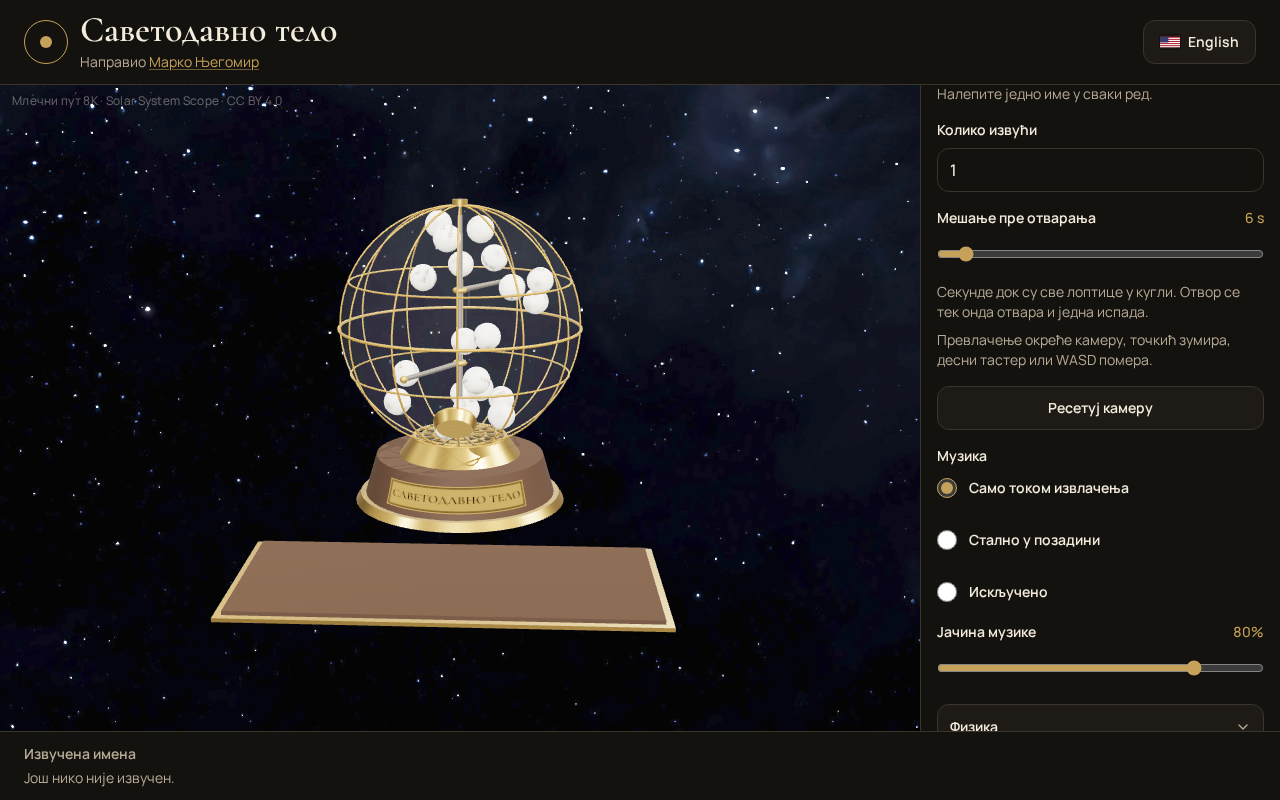 Саветодавно тело
Направио Марко Његомир
English
Млечни пут 8K · Solar System Scope · CC BY 4.0
Налепите једно име у сваки ред.
Колико извући
1
Мешање пре отварања 6 s
Секунде док су све лоптице у кугли. Отвор се
тек онда отвара и једна испада.
Превлачење окреће камеру, точкић зумира,
десни тастер или WASD помера.
Ресетуј камеру
Музика
Само током извлачења
Стално у позадини
Искључено
Јачина музике 80%
Физика
САВЕТОДАВНО ТЕЛО
Извучена имена
Још нико није извучен.